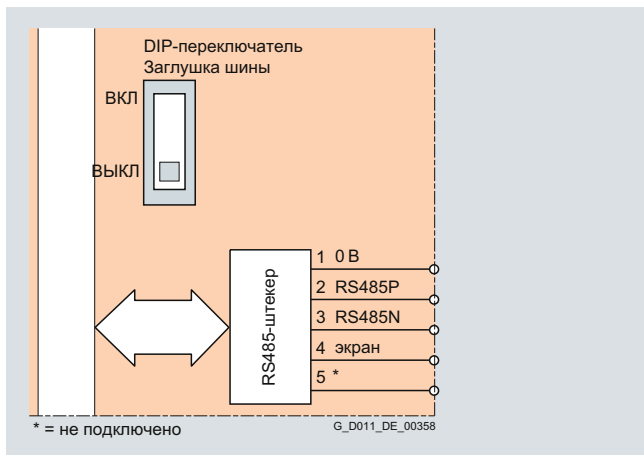 DIP-переключатель
Заглушка шины
ВКЛ
ВЫКЛ
RS485-штекер
1 0 В
2 RS485P
3 RS485N
4 экран
5 *
* = не подключено
G_D011_DE_00358